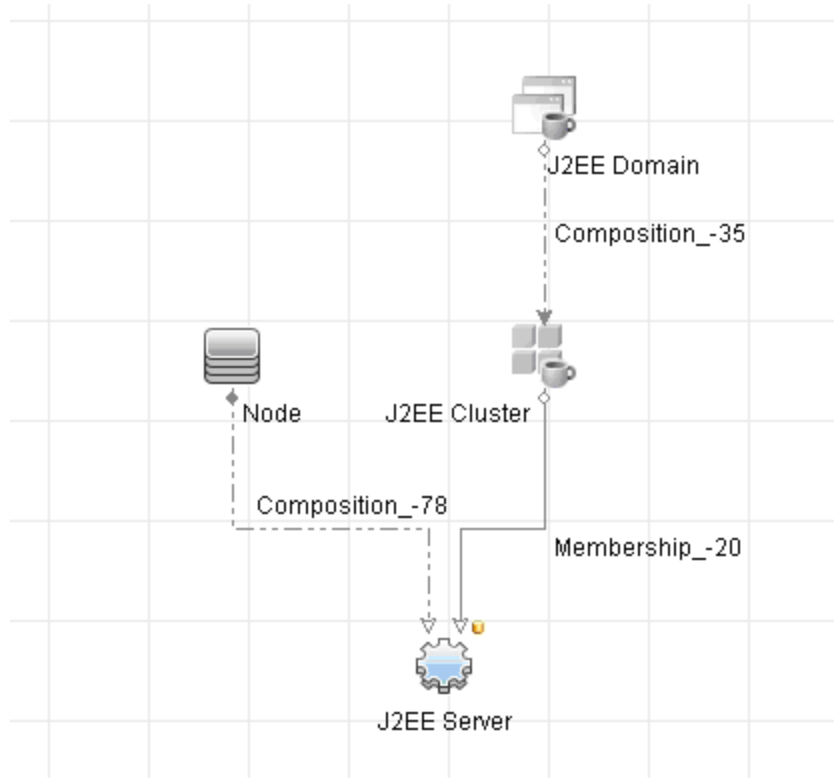 J2EE Domain
Composition_-35
Node
J2EE Cluster
Composition_-78
Membership_-20
J2EE Server